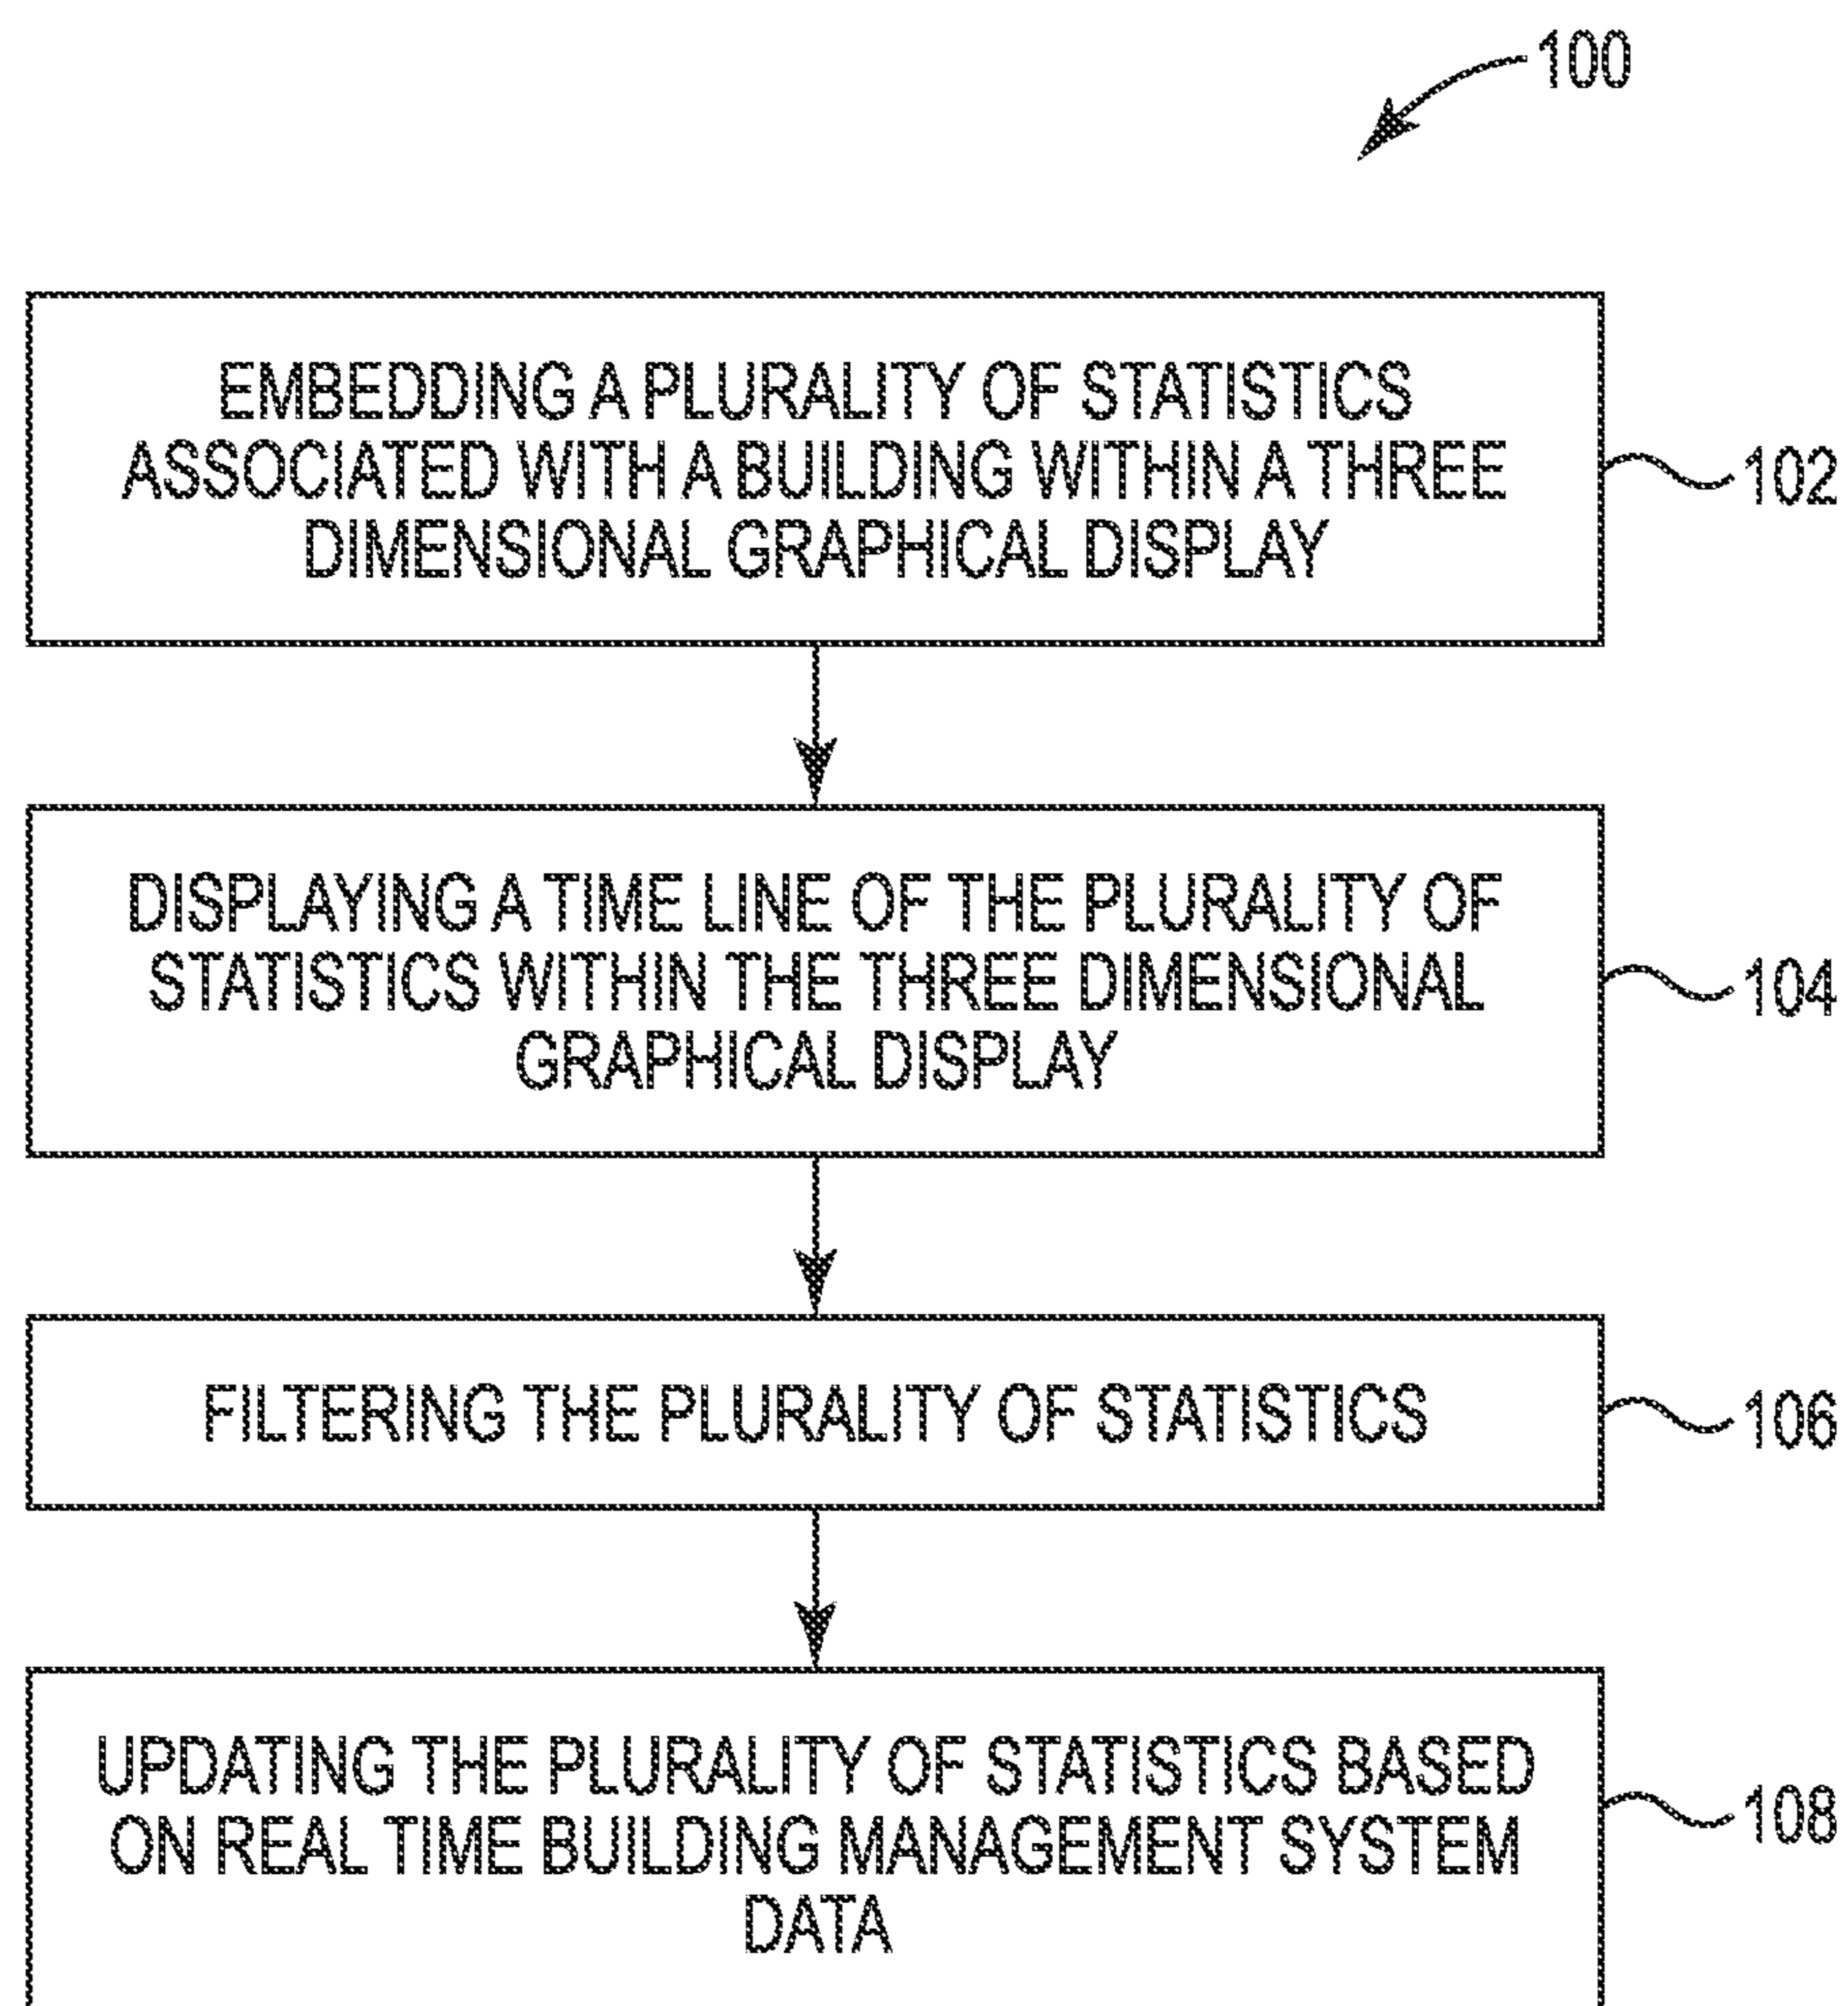 100
EMBEDDING A PLURALITY OF STATISTICS
ASSOCIATED WITH A BUILDING WITHIN A THREE
DIMENSIONAL GRAPHICAL DISPLAY
102
DISPLAYING A TIME LINE OF THE PLURALITY OF
STATISTICS WITHIN THE THREE DIMENSIONAL
GRAPHICAL DISPLAY
104
FILTERING THE PLURALITY OF STATISTICS
106
UPDATING THE PLURALITY OF STATISTICS BASED
ON REAL TIME BUILDING MANAGEMENT SYSTEM
DATA
108